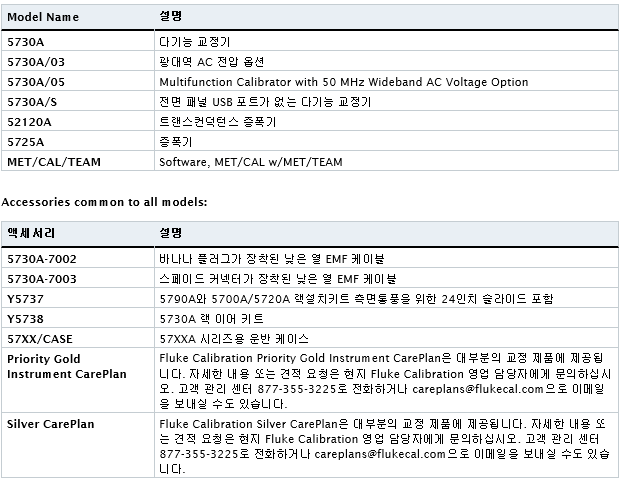 Model Name 설명
5730A 다기능 교정기
5730A/03 광대역 AC 전압 옵션
5730A/05 Multifunction Calibrator with 50 MHz Wideband AC Voltage Option
5730A/S 전면 패널 USB 포트가 없는 다기능 교정기
52120A 트랜스컨덕턴스 증폭기
5725A 증폭기
MET/CAL/TEAM Software, MET/CAL w/MET/TEAM
Accessories common to all models:
액세서리 설명
5730A-7002 바나나 플러그가 장착된 낮은 열 EMF 케이블
5730A-7003 스페이드 커넥터가 장착된 낮은 열 EMF 케이블
Y5737 5790A와 5700A/5720A 랙설치키트 측면통풍을 위한 24인치 슬라이드 포함
Y5738 5730A 랙 이어 키트
57XX/CASE 57XXA 시리즈용 운반 케이스
Priority Gold Fluke Calibration Priority Gold Instrument CarePlan은 대부분의 교정 제품에 제공됩
Instrument CarePlan 니다. 자세한 내용 또는 견적 요청은 현지 Fluke Calibration 영업 담당자에게 문의하십시
오. 고객 관리 센터 877-355-3225로 전화하거나 careplans@flukecal.com으로 이메일
을 보내실 수도 있습니다.
Silver CarePlan Fluke Calibration Silver CarePlan은 대부분의 교정 제품에 제공됩니다. 자세한 내용 또
는 견적 요청은 현지 Fluke Calibration 영업 담당자에게 문의하십시오. 고객 관리 센터
877-355-3225로 전화하거나 careplans@flukecal.com으로 이메일을 보내실 수도 있습
니다.